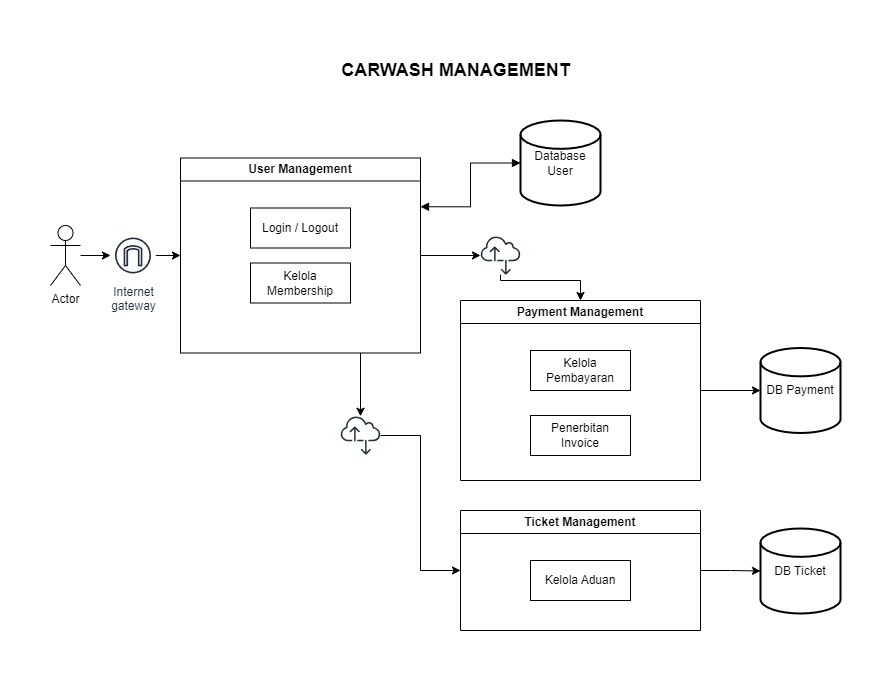 CARWASH MANAGEMENT
Database
User
User Management
Login / Logout
Kelola
Membership
Actor
Internet
gateway
Payment Management
Kelola
Pembayaran
Penerbitan
Invoice
DB Payment
Ticket Management
Kelola Aduan
DB Ticket